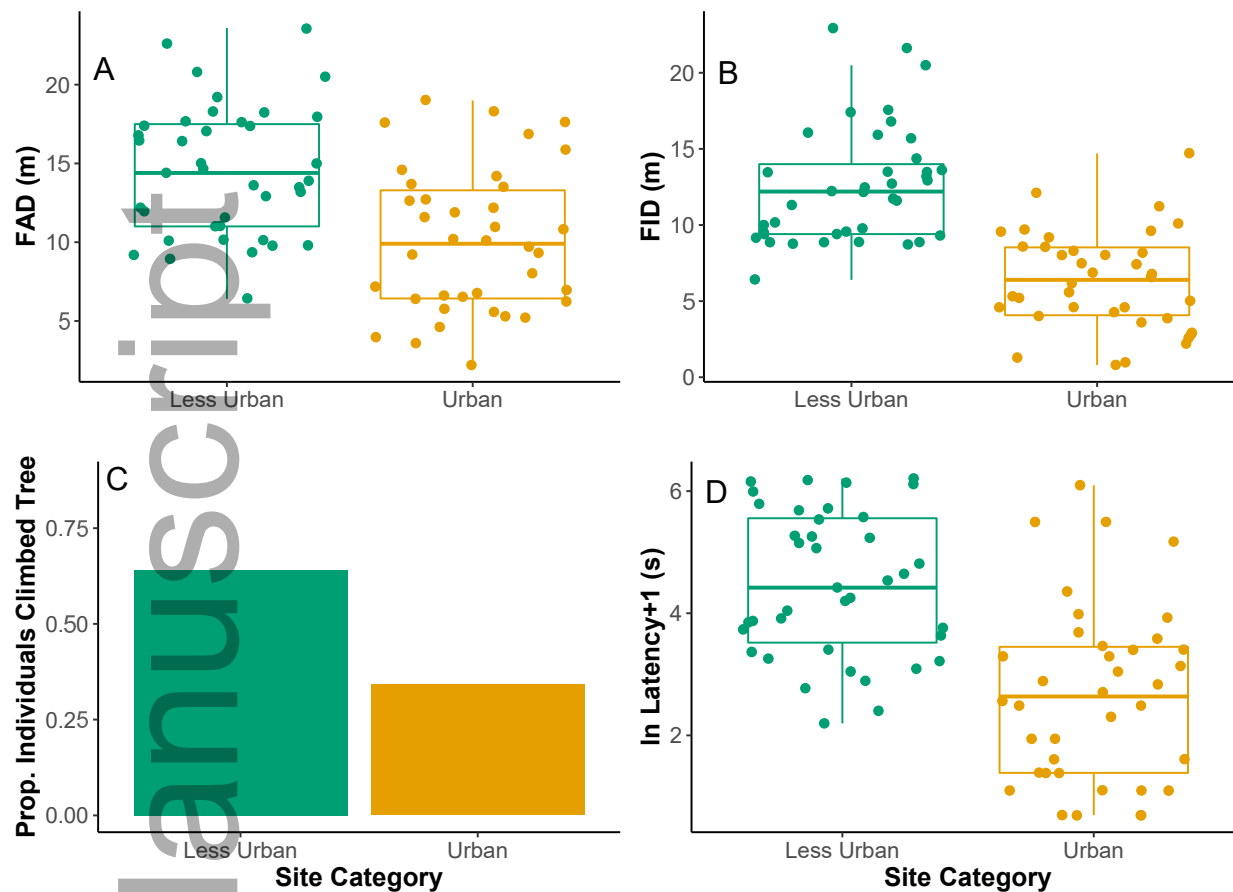 A
FAD (m)
20
15
10
5
Less Urban
Urban
B
FID (m)
20
15
10
5
0
Less Urban
Urban
C
Prop. Individuals Climbed Tree
0.75
0.50
0.25
0.00
Less Urban
Urban
Site Category
D
ln Latency+1 (s)
6
4
2
Less Urban
Urban
Site Category
anuscript